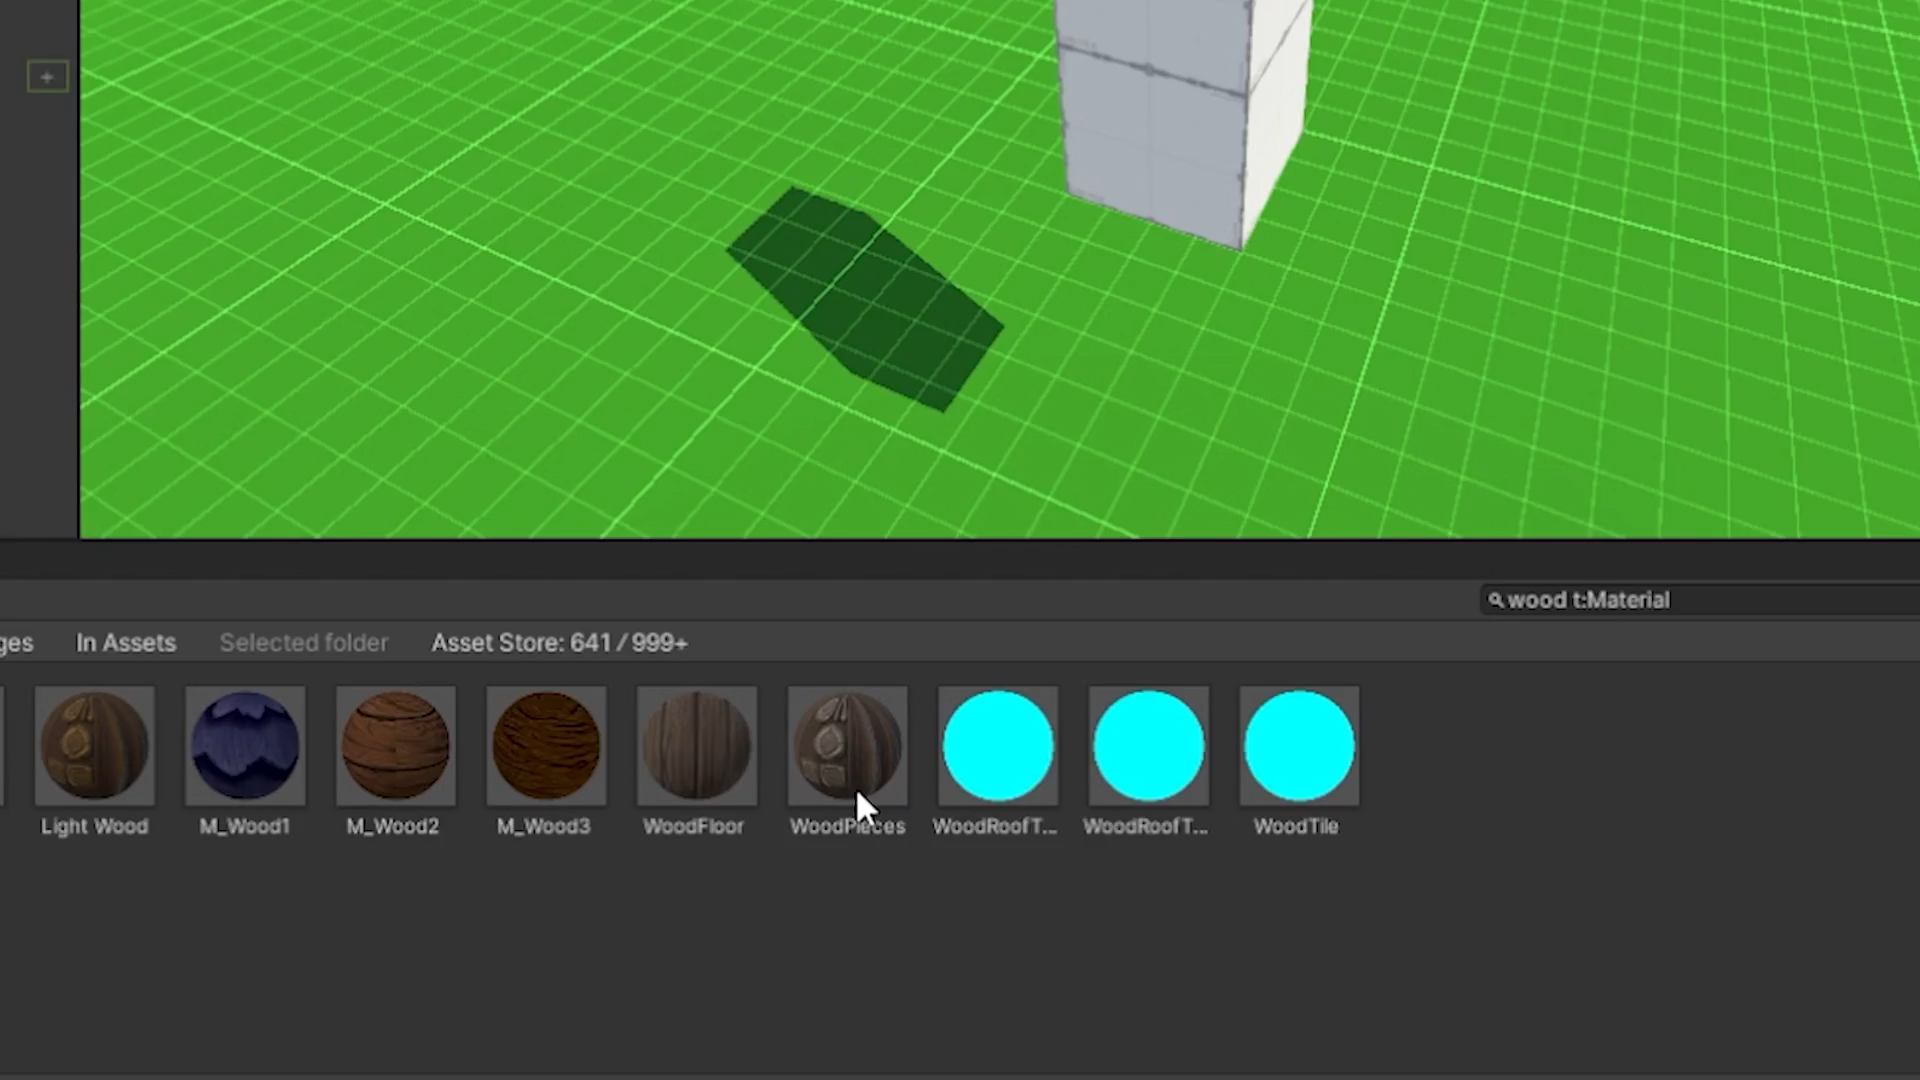 +
wood t:Material
ges
In Assets
Selected folder
Asset Store: 641 / 999+
Light Wood
M_Wood1
M_Wood2
M_Wood3
WoodFloor
WoodPieces
WoodRoofT...
WoodRoofT...
WoodTile